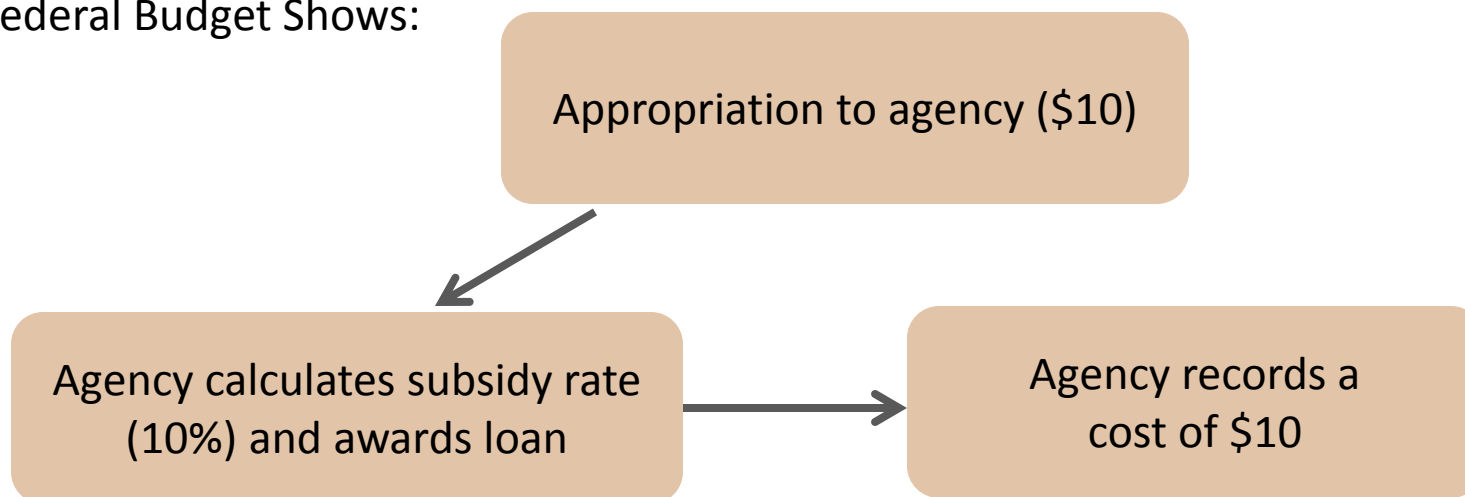 ederal Budget Shows:
Appropriation to agency ($10)
Agency calculates subsidy rate
(10%) and awards loan
Agency records a
cost of $10